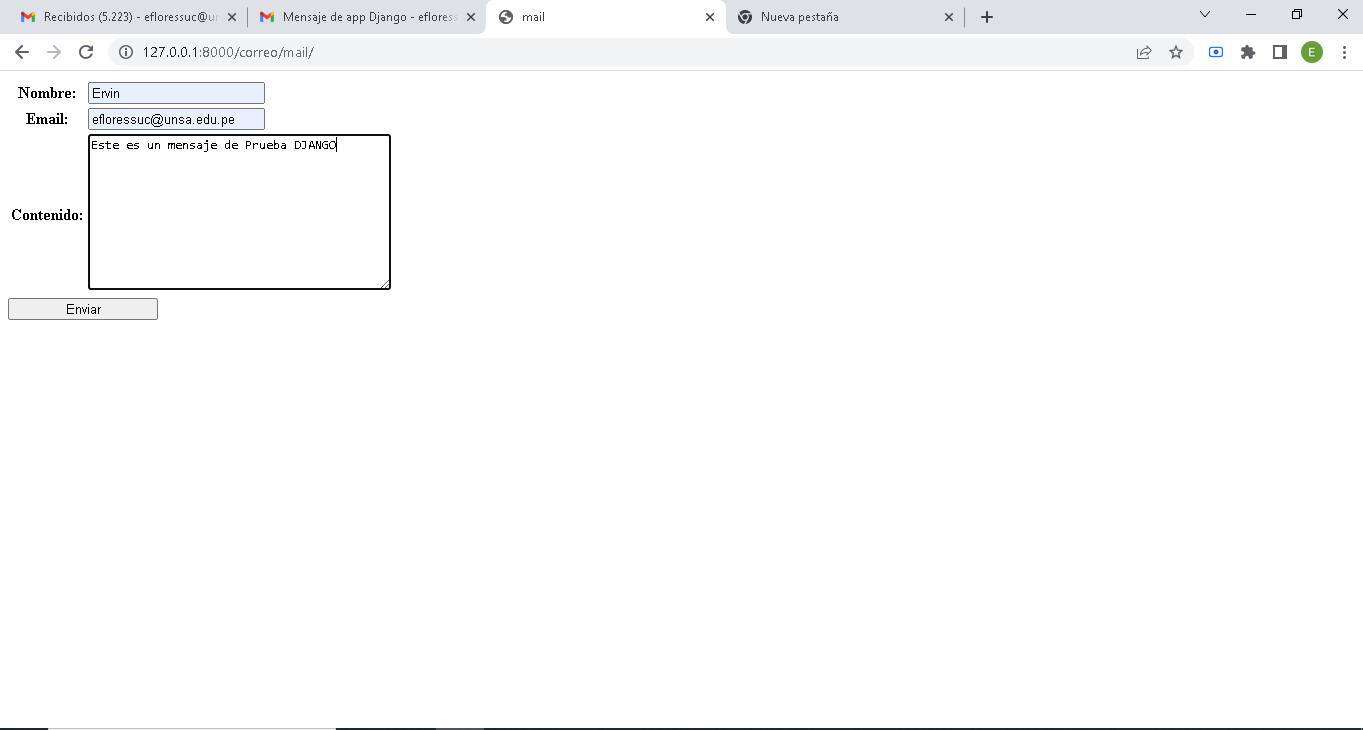 Recibidos (5.223) - efloressuc@un
Mensaje de app Django - efloress
mail
Nueva pestaña
127.0.0.1:8000/correo/mail/
E
Nombre: Ervin
Email: efloressuc@unsa.edu.pe
Contenido: Este es un mensaje de Prueba DJANGO
Enviar